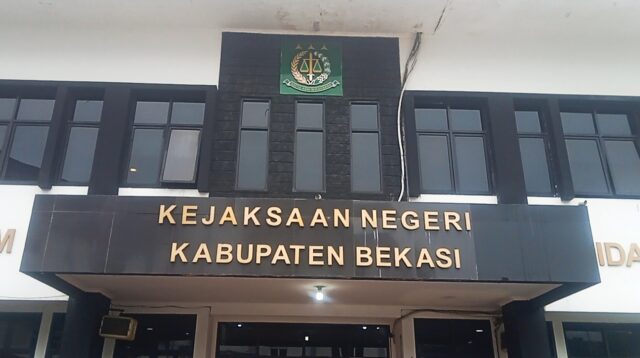 KEJAKSAAN NEGERI
KABUPATEN BEKASI